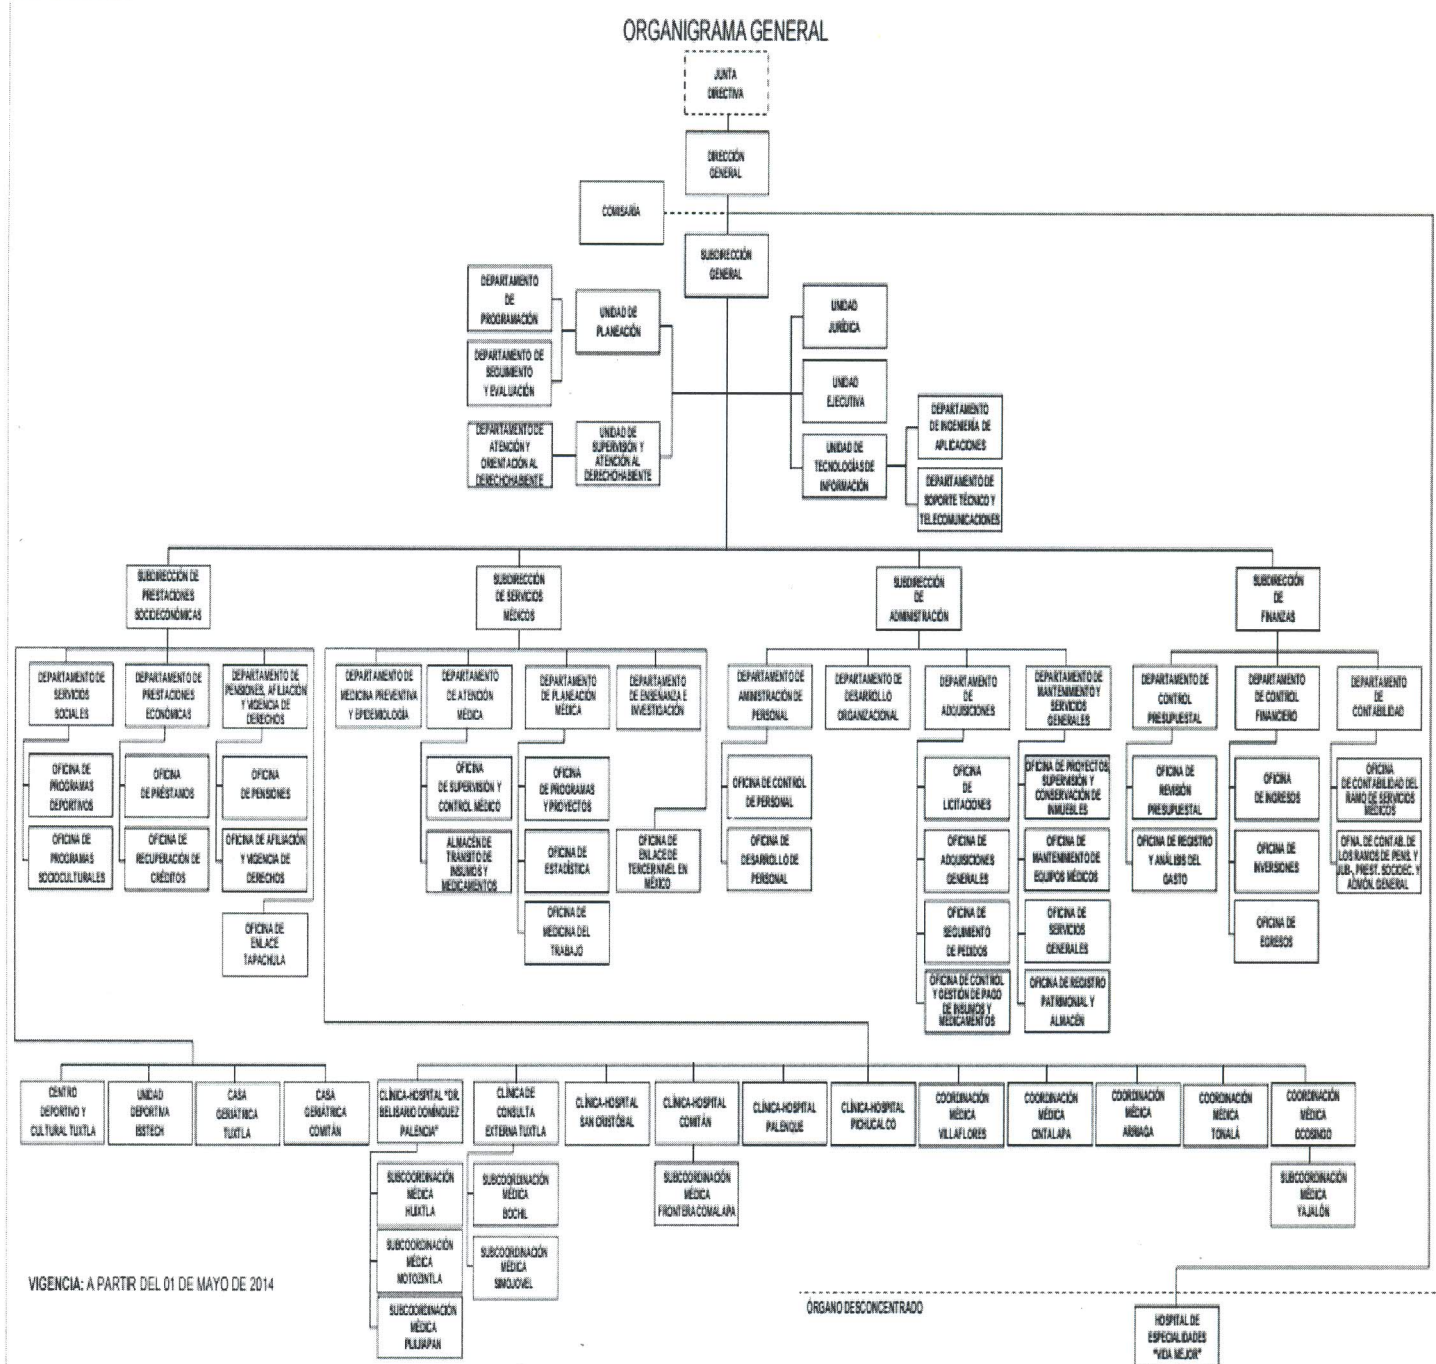 ORGANIGRAMA GENERAL
JUNTA
DIRECTIVA
DIRECCIÓN
GENERAL
COMISARÍA
SUBDIRECCIÓN
GENERAL
DEPARTAMENTO
DE
PROGRAMACIÓN
UNIDAD DE
PLANEACIÓN
DEPARTAMENTO DE
SEGUIMIENTO
Y EVALUACIÓN
DEPARTAMENTO DE
ATENCIÓN Y
ORIENTACIÓN AL
DERECHOHABIENTE
UNIDAD DE
SUPERVISIÓN Y
ATENCIÓN AL
DERECHOHABIENTE
UNIDAD
JURÍDICA
UNIDAD
EJECUTIVA
UNIDAD DE
TECNOLOGÍAS DE
INFORMACIÓN
DEPARTAMENTO
DE INGENIERÍA DE
APLICACIONES
DEPARTAMENTO DE
SOPORTE TÉCNICO Y
TELECOMUNICACIONES
SUBDIRECCIÓN DE
PRESTACIONES
SOCIOECONÓMICAS
SUBDIRECCIÓN
DE SERVICIOS
MÉDICOS
SUBDIRECCIÓN
DE
ADMINISTRACIÓN
SUBDIRECCIÓN
DE
FINANZAS
DEPARTAMENTO DE
SERVICIOS
SOCIALES
DEPARTAMENTO DE
PRESTACIONES
ECONÓMICAS
DEPARTAMENTO DE
PENSIONES, AFILIACIÓN
Y VIGENCIA DE
DERECHOS
DEPARTAMENTO DE
MEDICINA PREVENTIVA
Y EPIDEMIOLOGÍA
DEPARTAMENTO
DE ATENCIÓN
MÉDICA
DEPARTAMENTO
DE PLANEACIÓN
MÉDICA
DEPARTAMENTO
DE ENSEÑANZA E
INVESTIGACIÓN
DEPARTAMENTO
DE
AMINISTRACIÓN DE
PERSONAL
DEPARTAMENTO DE
DESARROLLO
ORGANIZACIONAL
DEPARTAMENTO
DE
ADQUISICIONES
DEPARTAMENTO DE
MANTENIMIENTO Y
SERVICIOS
GENERALES
DEPARTAMENTO DE
CONTROL
PRESUPUESTAL
DEPARTAMENTO
DE CONTROL
FINANCIERO
DEPARTAMENTO
DE
CONTABILIDAD
OFICINA DE
PROGRAMAS
DEPORTIVOS
OFICINA
DE PRÉSTAMOS
OFICINA
DE PENSIONES
OFICINA
DE SUPERVISIÓN Y
CONTROL MÉDICO
OFICINA
DE PROGRAMAS
Y PROYECTOS
OFICINA DE CONTROL
DE PERSONAL
OFICINA
DE
LICITACIONES
OFICINA DE PROYECTOS,
SUPERVISIÓN Y
CONSERVACIÓN DE
INMUEBLES
OFICINA DE
REVISIÓN
PRESUPUESTAL
OFICINA
DE INGRESOS
OFICINA
DE CONTABILIDAD DEL
RAMO DE SERVICIOS
MÉDICOS
OFICINA DE
PROGRAMAS
SOCIOCULTURALES
OFICINA DE
RECUPERACIÓN DE
CRÉDITOS
OFICINA DE AFILIACIÓN
Y VIGENCIA DE
DERECHOS
ALMACÉN DE
TRÁNSITO DE
INSUMOS Y
MEDICAMENTOS
OFICINA DE
ESTADÍSTICA
OFICINA DE
ENLACE DE
TERCER NIVEL EN
MÉXICO
OFICINA DE
DESARROLLO DE
PERSONAL
OFICINA DE
ADQUISICIONES
GENERALES
OFICINA DE
MANTENIMIENTO DE
EQUIPOS MÉDICOS
OFICINA DE REGISTRO
Y ANÁLISIS DEL
GASTO
OFICINA DE
INVERSIONES
OFNA. DE CONTAB. DE
LOS RAMOS DE PENS. Y
JUB-, PREST. SOCIOEC. Y
ADMÓN. GENERAL
OFICINA DE
ENLACE
TAPACHULA
OFICINA DE
MEDICINA DEL
TRABAJO
OFICINA DE
SEGUIMIENTO
DE PEDIDOS
OFICINA DE
SERVICIOS
GENERALES
OFICINA DE
EGRESOS
OFICINA DE CONTROL
Y GESTIÓN DE PAGO
DE INSUMOS Y
MEDICAMENTOS
OFICINA DE REGISTRO
PATRIMONIAL Y
ALMACÉN
CENTRO
DEPORTIVO Y
CULTURAL TUXTLA
UNIDAD
DEPORTIVA
ISSTECH
CASA
GERIÁTRICA
TUXTLA
CASA
GERIÁTRICA
COMITÁN
CLÍNICA-HOSPITAL "DR.
BELISARIO DOMÍNGUEZ
PALENCIA"
CLÍNICA DE
CONSULTA
EXTERNA TUXTLA
CLÍNICA-HOSPITAL
SAN CRISTÓBAL
CLÍNICA-HOSPITAL
COMITÁN
CLÍNICA-HOSPITAL
PALENQUE
CLÍNICA-HOSPITAL
PICHUCALCO
COORDINACIÓN
MÉDICA
VILLAFLORES
COORDINACIÓN
MÉDICA
CINTALAPA
COORDINACIÓN
MÉDICA
ARRIAGA
COORDINACIÓN
MÉDICA
TONALÁ
COORDINACIÓN
MÉDICA
OCOSINGO
SUBCOORDINACIÓN
MÉDICA
HUIXTLA
SUBCOORDINACIÓN
MÉDICA
BOCHIL
SUBCOORDINACIÓN
MÉDICA
FRONTERA COMALAPA
SUBCOORDINACIÓN
MÉDICA
YAJALÓN
SUBCOORDINACIÓN
MÉDICA
MOTOZINTLA
SUBCOORDINACIÓN
MÉDICA
SIMOJOVEL
SUBCOORDINACIÓN
MÉDICA
PIJIJIAPAN
VIGENCIA: A PARTIR DEL 01 DE MAYO DE 2014
ÓRGANO DESCONCENTRADO
HOSPITAL DE
ESPECIALIDADES
"VIDA MEJOR"